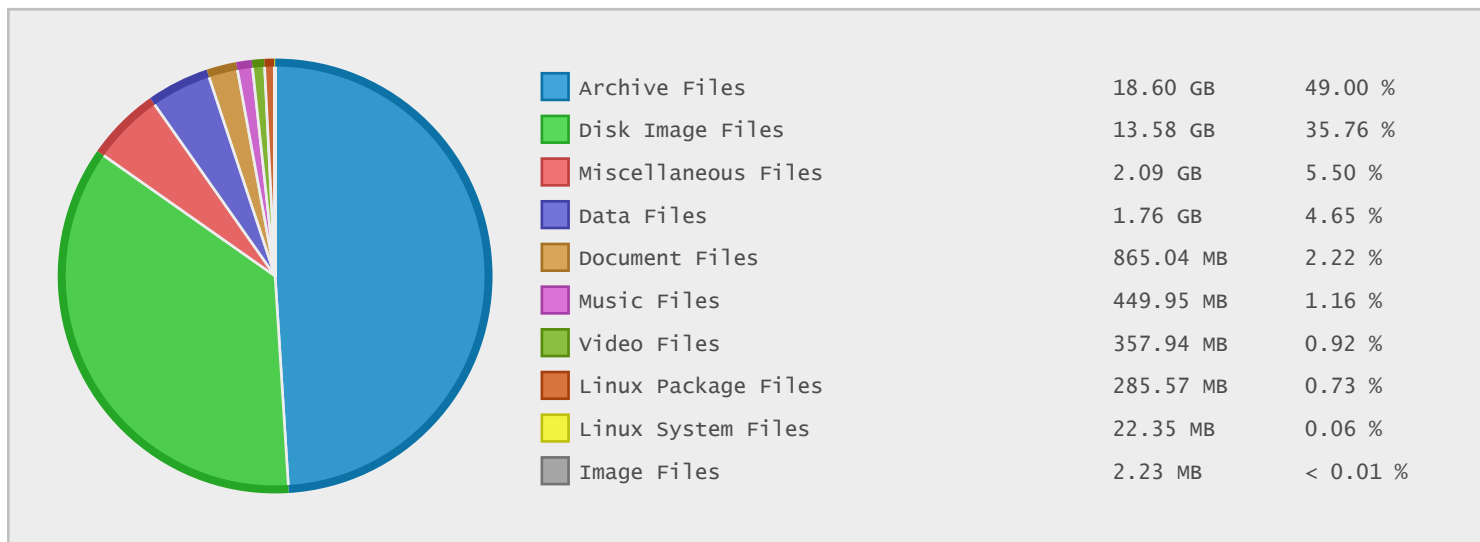 Archive Files 18.60 GB 49.00 %
Disk Image Files 13.58 GB 35.76 %
Miscellaneous Files 2.09 GB 5.50 %
Data Files 1.76 GB 4.65 %
Document Files 865.04 MB 2.22 %
Music Files 449.95 MB 1.16 %
Video Files 357.94 MB 0.92 %
Linux Package Files 285.57 MB 0.73 %
Linux System Files 22.35 MB 0.06 %
Image Files 2.23 MB < 0.01 %